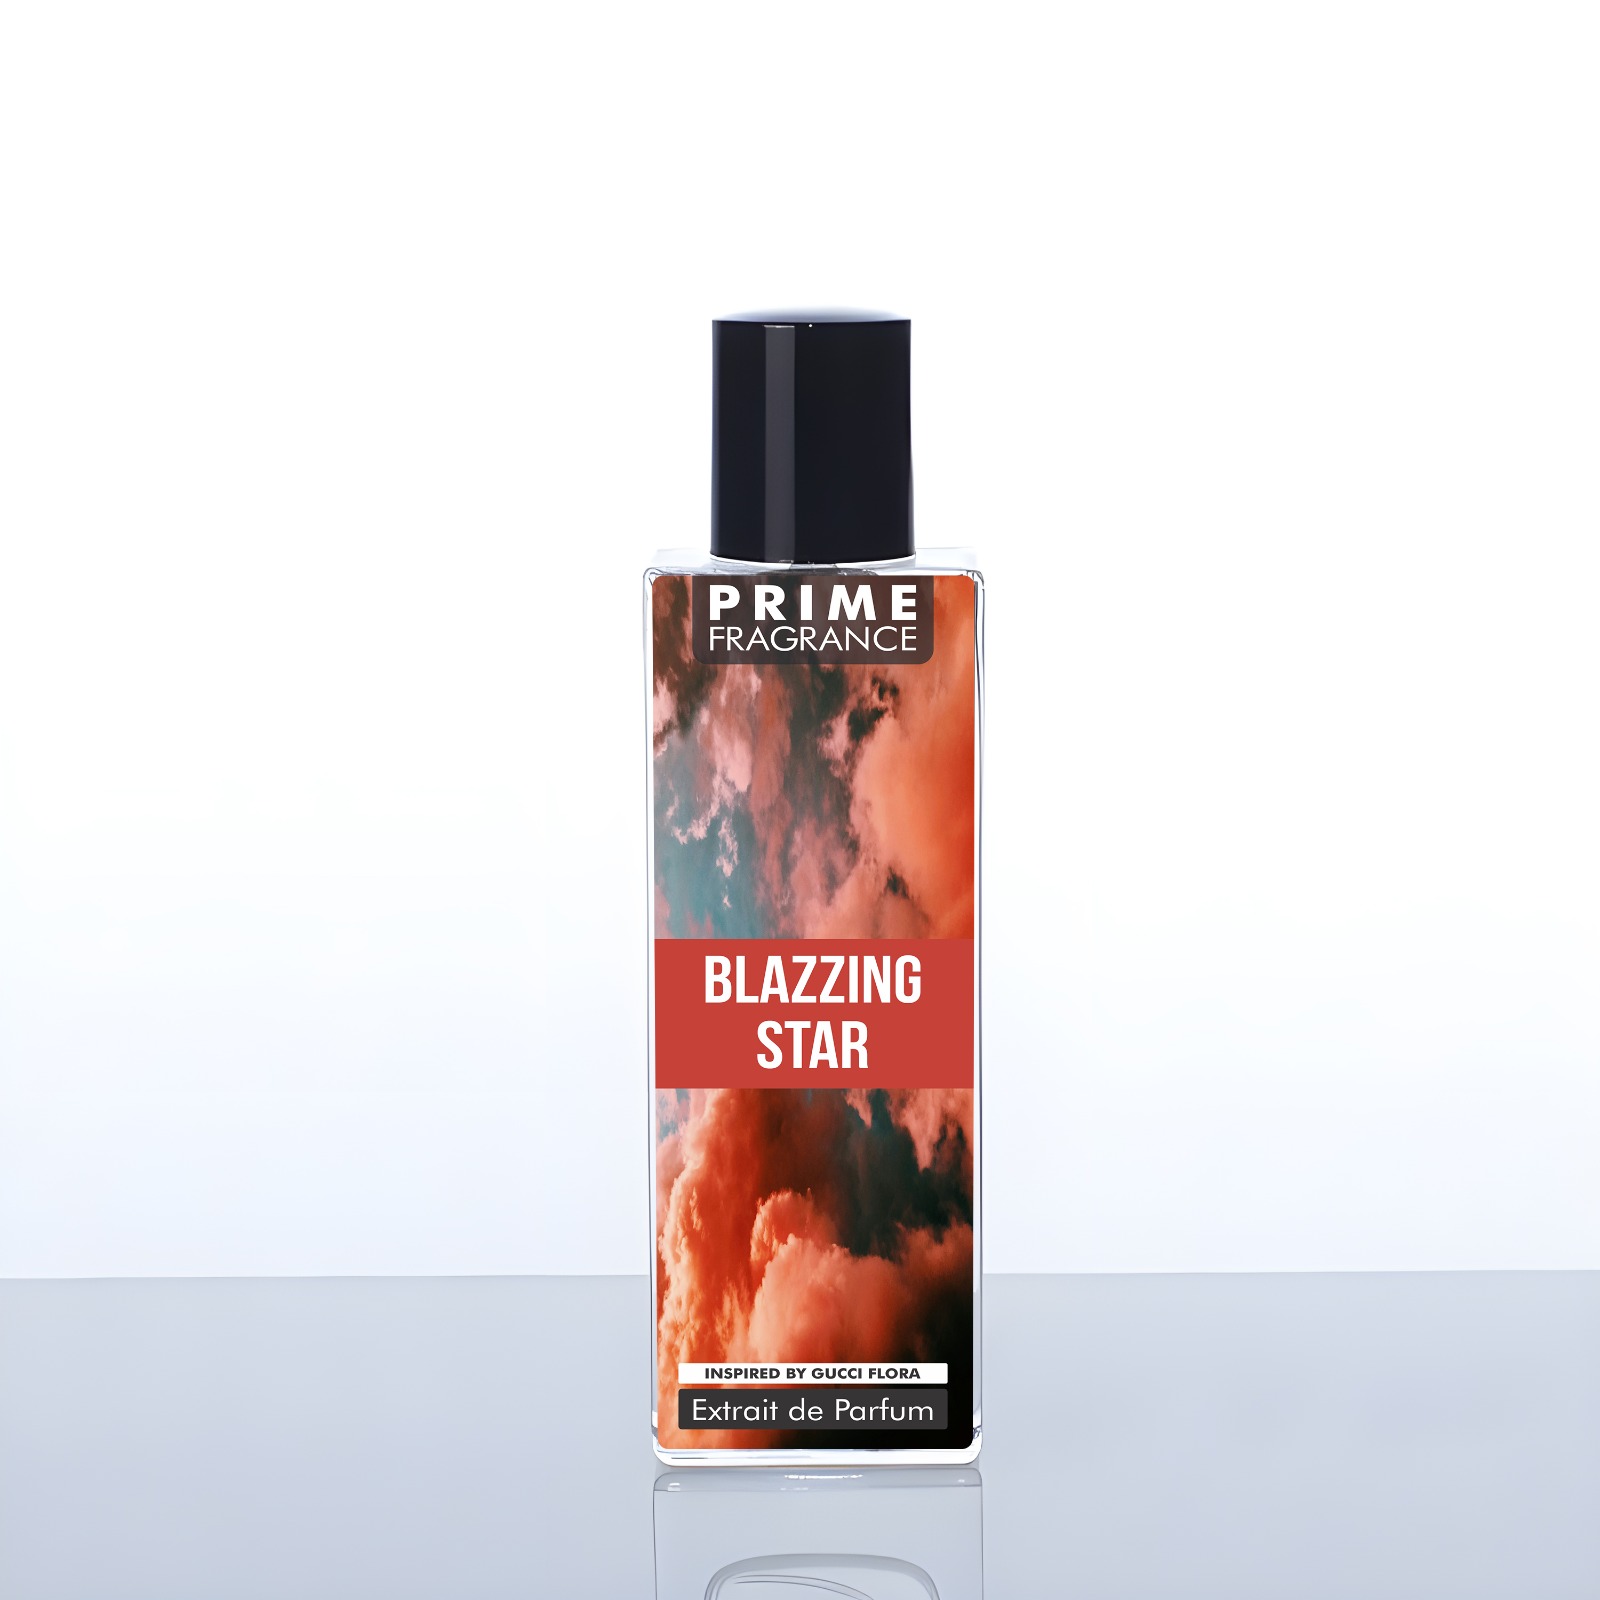 PRIME
FRAGRANCE
BLAZZING
STAR
INSPIRED BY GUCCI FLORA
Extrait de Parfum